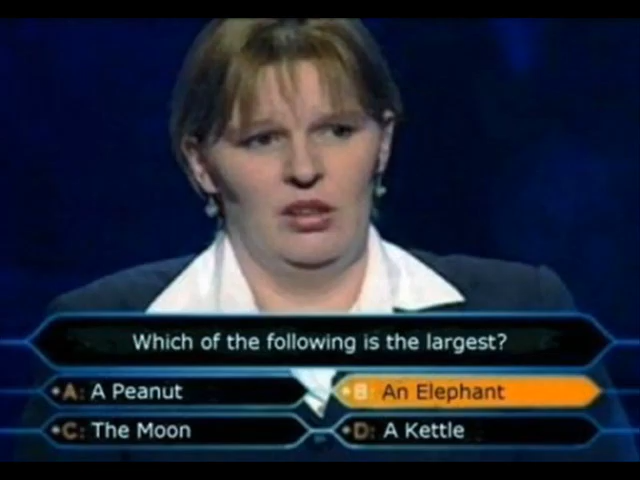 Which of the following is the largest?
A: A Peanut
B: An Elephant
C: The Moon
D: A Kettle